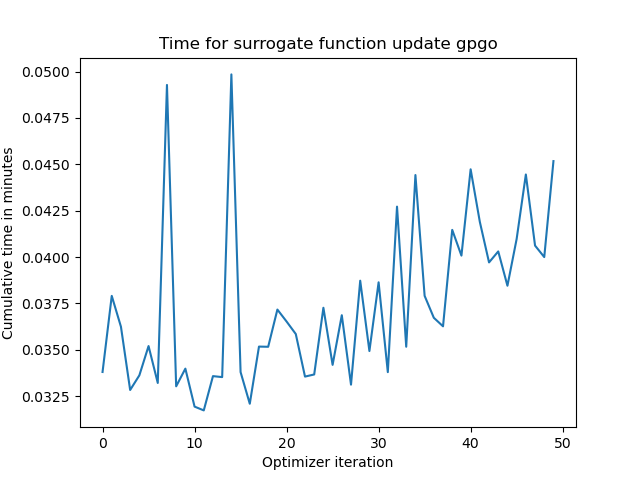 Time for surrogate function update gpgo
Cumulative time in minutes
0.0500
0.0475
0.0450
0.0425
0.0400
0.0375
0.0350
0.0325
0 10 20 30 40 50
Optimizer iteration